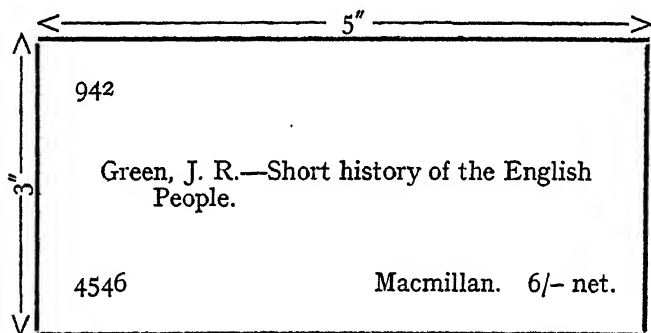 5"
942
3"
Green, J. R.—Short history of the English
People.
4546 Macmillan. 6/– net.